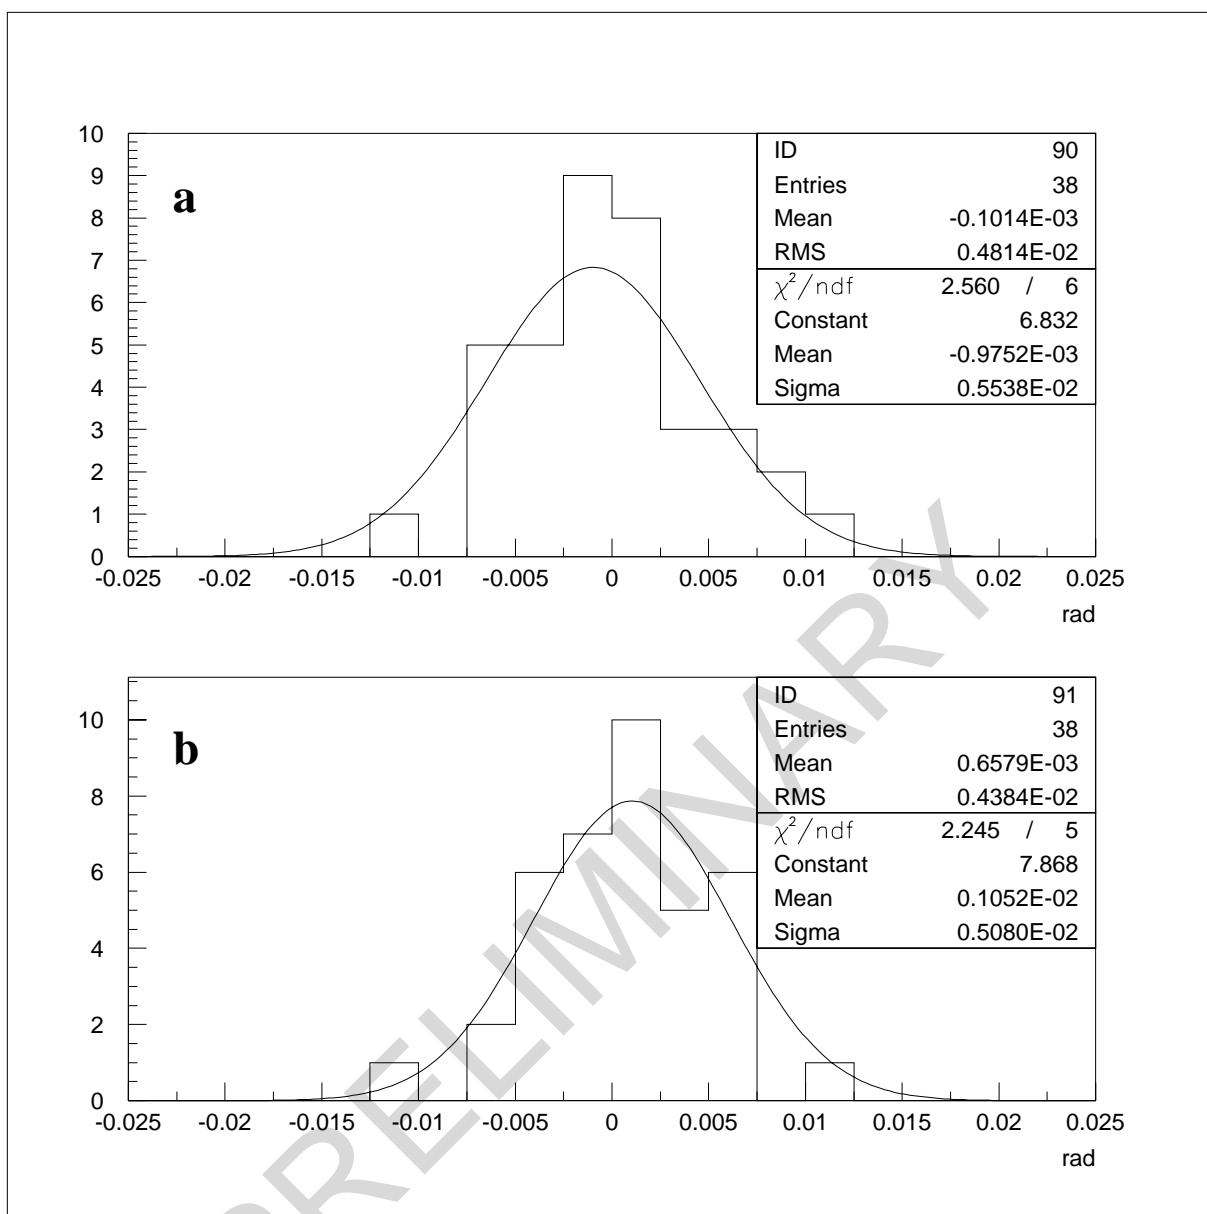 10
9
8
7
6
5
4
3
2
1
0
a
ID 90
Entries 38
Mean -0.1014E-03
RMS 0.4814E-02
χ²/ndf 2.560 / 6
Constant 6.832
Mean -0.9752E-03
Sigma 0.5538E-02
-0.025 -0.02 -0.015 -0.01 -0.005 0 0.005 0.01 0.015 0.02 0.025
rad
10
8
6
4
2
0
b
ID 91
Entries 38
Mean 0.6579E-03
RMS 0.4384E-02
χ²/ndf 2.245 / 5
Constant 7.868
Mean 0.1052E-02
Sigma 0.5080E-02
-0.025 -0.02 -0.015 -0.01 -0.005 0 0.005 0.01 0.015 0.02 0.025
rad
PRELIMINARY